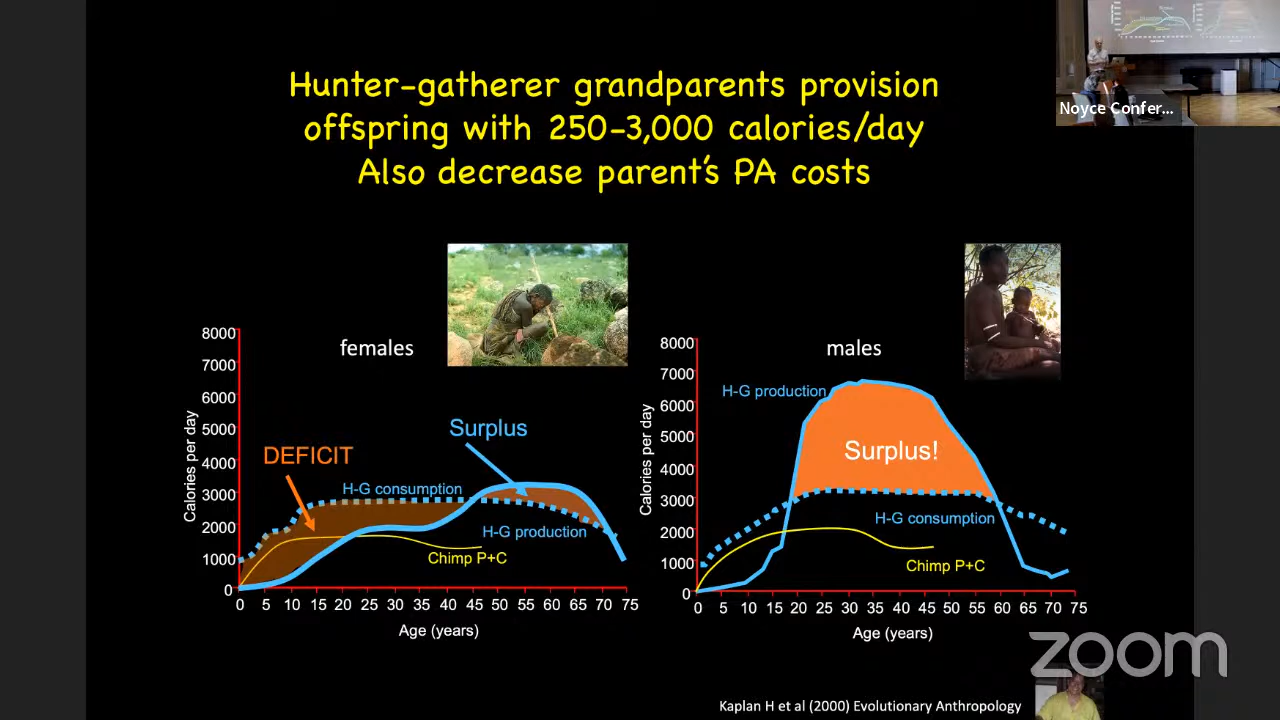 Hunter-gatherer grandparents provision
offspring with 250-3,000 calories/day
Also decrease parent's PA costs
Noyce Confer...
females
8000
7000
6000
5000
4000
3000
2000
1000
0
Calories per day
DEFICIT
Surplus
H-G consumption
H-G production
Chimp P+C
0 5 10 15 20 25 30 35 40 45 50 55 60 65 70 75
Age (years)
males
8000
7000
6000
5000
4000
3000
2000
1000
0
Calories per day
H-G production
Surplus!
H-G consumption
Chimp P+C
0 5 10 15 20 25 30 35 40 45 50 55 60 65 70 75
Age (years)
zoom
Kaplan H et al (2000) Evolutionary Anthropology